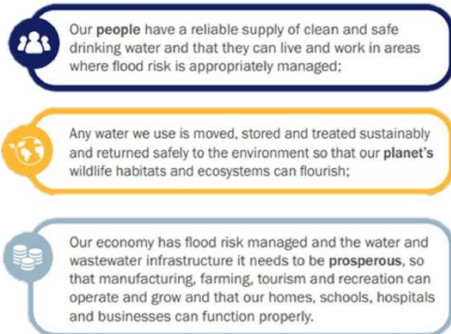 Our people have a reliable supply of clean and safe
drinking water and that they can live and work in areas
where flood risk is appropriately managed;
Any water we use is moved, stored and treated sustainably
and returned safely to the environment so that our planet's
wildlife habitats and ecosystems can flourish;
Our economy has flood risk managed and the water and
wastewater infrastructure it needs to be prosperous, so
that manufacturing, farming, tourism and recreation can
operate and grow and that our homes, schools, hospitals
and businesses can function properly.